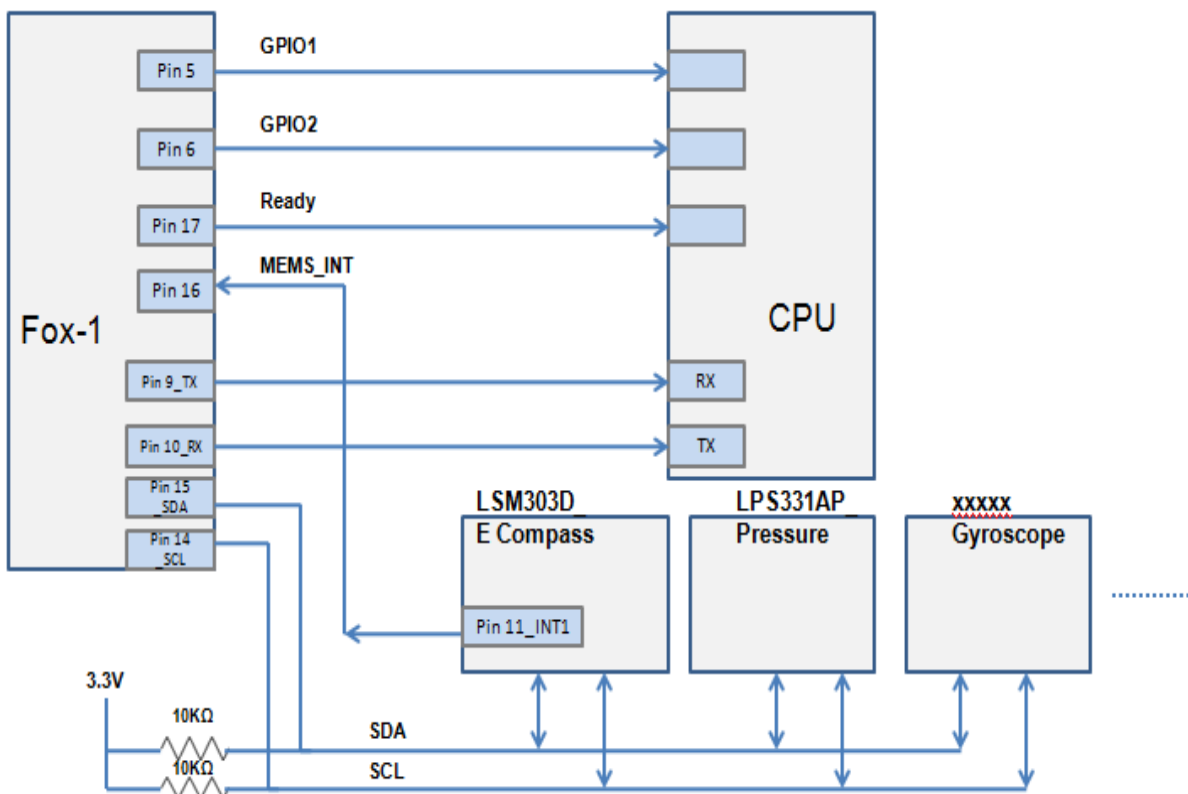 GPIO1
Pin 5
GPIO2
Pin 6
Ready
Pin 17
MEMS_INT
Pin 16
Fox-1
CPU
Pin 9_TX
RX
Pin 10_RX
TX
Pin 15
_SDA
Pin 14
_SCL
LSM303D_
E Compass
LPS331AP_
Pressure
xxxxx
Gyroscope
Pin 11_INT1
3.3V
10KΩ
SDA
10KΩ
SCL